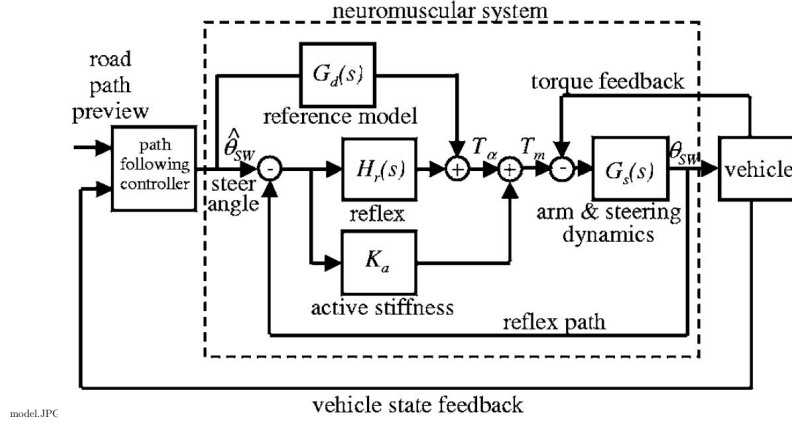 neuromuscular system
road
path
preview
G_d(s)
reference model
torque feedback
path
following
controller
θ̂_SW
steer
angle
-
H_r(s)
reflex
+
T_α
+
T_m
-
G_s(s)
θ_SW
vehicle
arm & steering
dynamics
K_a
active stiffness
reflex path
vehicle state feedback
model.JPG